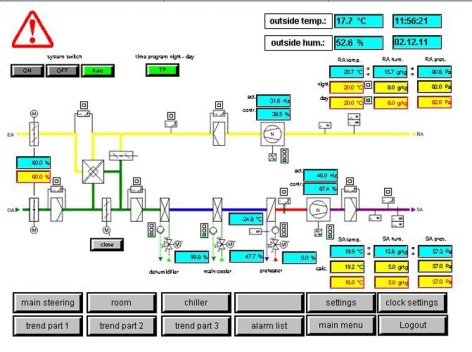 outside temp.: 17.7 °C 11:56:21
outside hum.: 52.6 % 02.12.11
system switch
time program night - day
ON OFF Auto
TP
RA temp. RA hum. RA pres.
20.7 °C 15.7 g/kg 80.6 Pa
night 20.0 °C 8.0 g/kg 82.0 Pa
day 20.0 °C 8.0 g/kg 82.0 Pa
act. 31.6 Hz
contr. 38.5 %
M
N
EA RA
60.0 %
60.0 %
act. 46.0 Hz
contr. 87.4 %
OA SA
N
M
-24.8 °C
close
M M M
99.8 % 47.7 % 0.0 %
dehumidifier main cooler preheater
SA temp. SA hum. SA pres.
19.9 °C 15.6 g/kg 57.3 Pa
calc. 19.2 °C 5.0 g/kg 57.0 Pa
16.0 °C 5.0 g/kg 57.0 Pa
main steering room chiller settings clock settings
trend part 1 trend part 2 trend part 3 alarm list main menu Logout